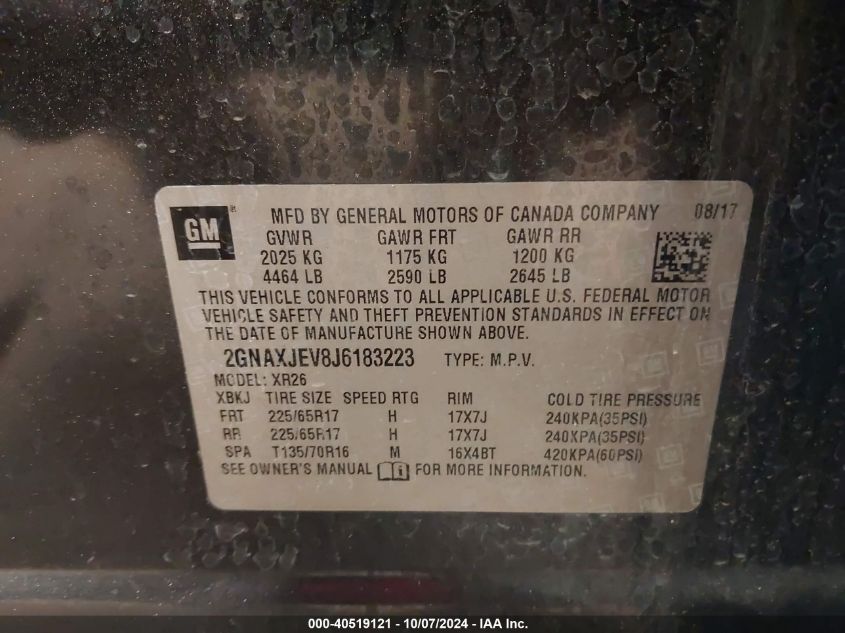 GM
MFD BY GENERAL MOTORS OF CANADA COMPANY 08/17
GVWR GAWR FRT GAWR RR
2025 KG 1175 KG 1200 KG
4464 LB 2590 LB 2645 LB
THIS VEHICLE CONFORMS TO ALL APPLICABLE U.S. FEDERAL MOTOR
VEHICLE SAFETY AND THEFT PREVENTION STANDARDS IN EFFECT ON
THE DATE OF MANUFACTURE SHOWN ABOVE.
2GNAXJEV8J6183223 TYPE: M.P.V.
MODEL: XR26
XBKJ TIRE SIZE SPEED RTG RIM COLD TIRE PRESSURE
FRT 225/65R17 H 17X7J 240KPA(35PSI)
RR 225/65R17 H 17X7J 240KPA(35PSI)
SPA T135/70R16 M 16X4BT 420KPA(60PSI)
SEE OWNER'S MANUAL FOR MORE INFORMATION.
000-40519121 - 10/07/2024 - IAA Inc.